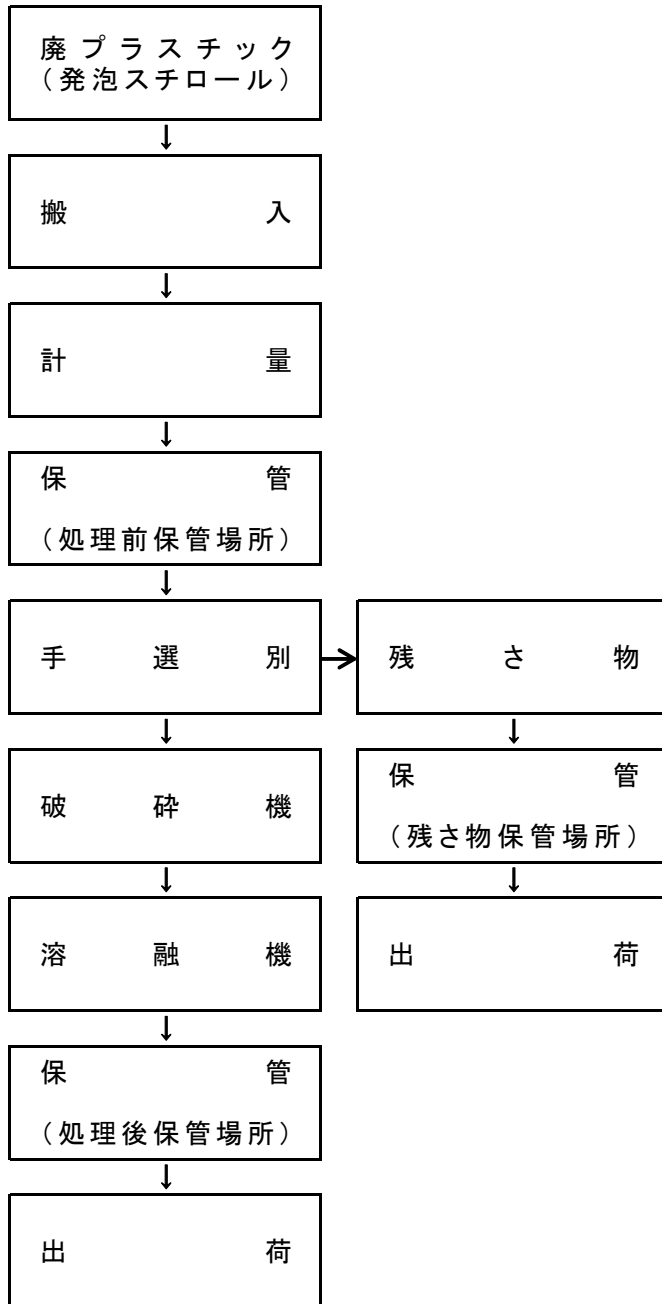 廃プラスチック
（発泡スチロール）
↓
搬入
↓
計量
↓
保管
（処理前保管場所）
↓
手選別
→
残さ物
↓
↓
破砕機
保管
（残さ物保管場所）
↓
↓
溶融機
出荷
↓
保管
（処理後保管場所）
↓
出荷